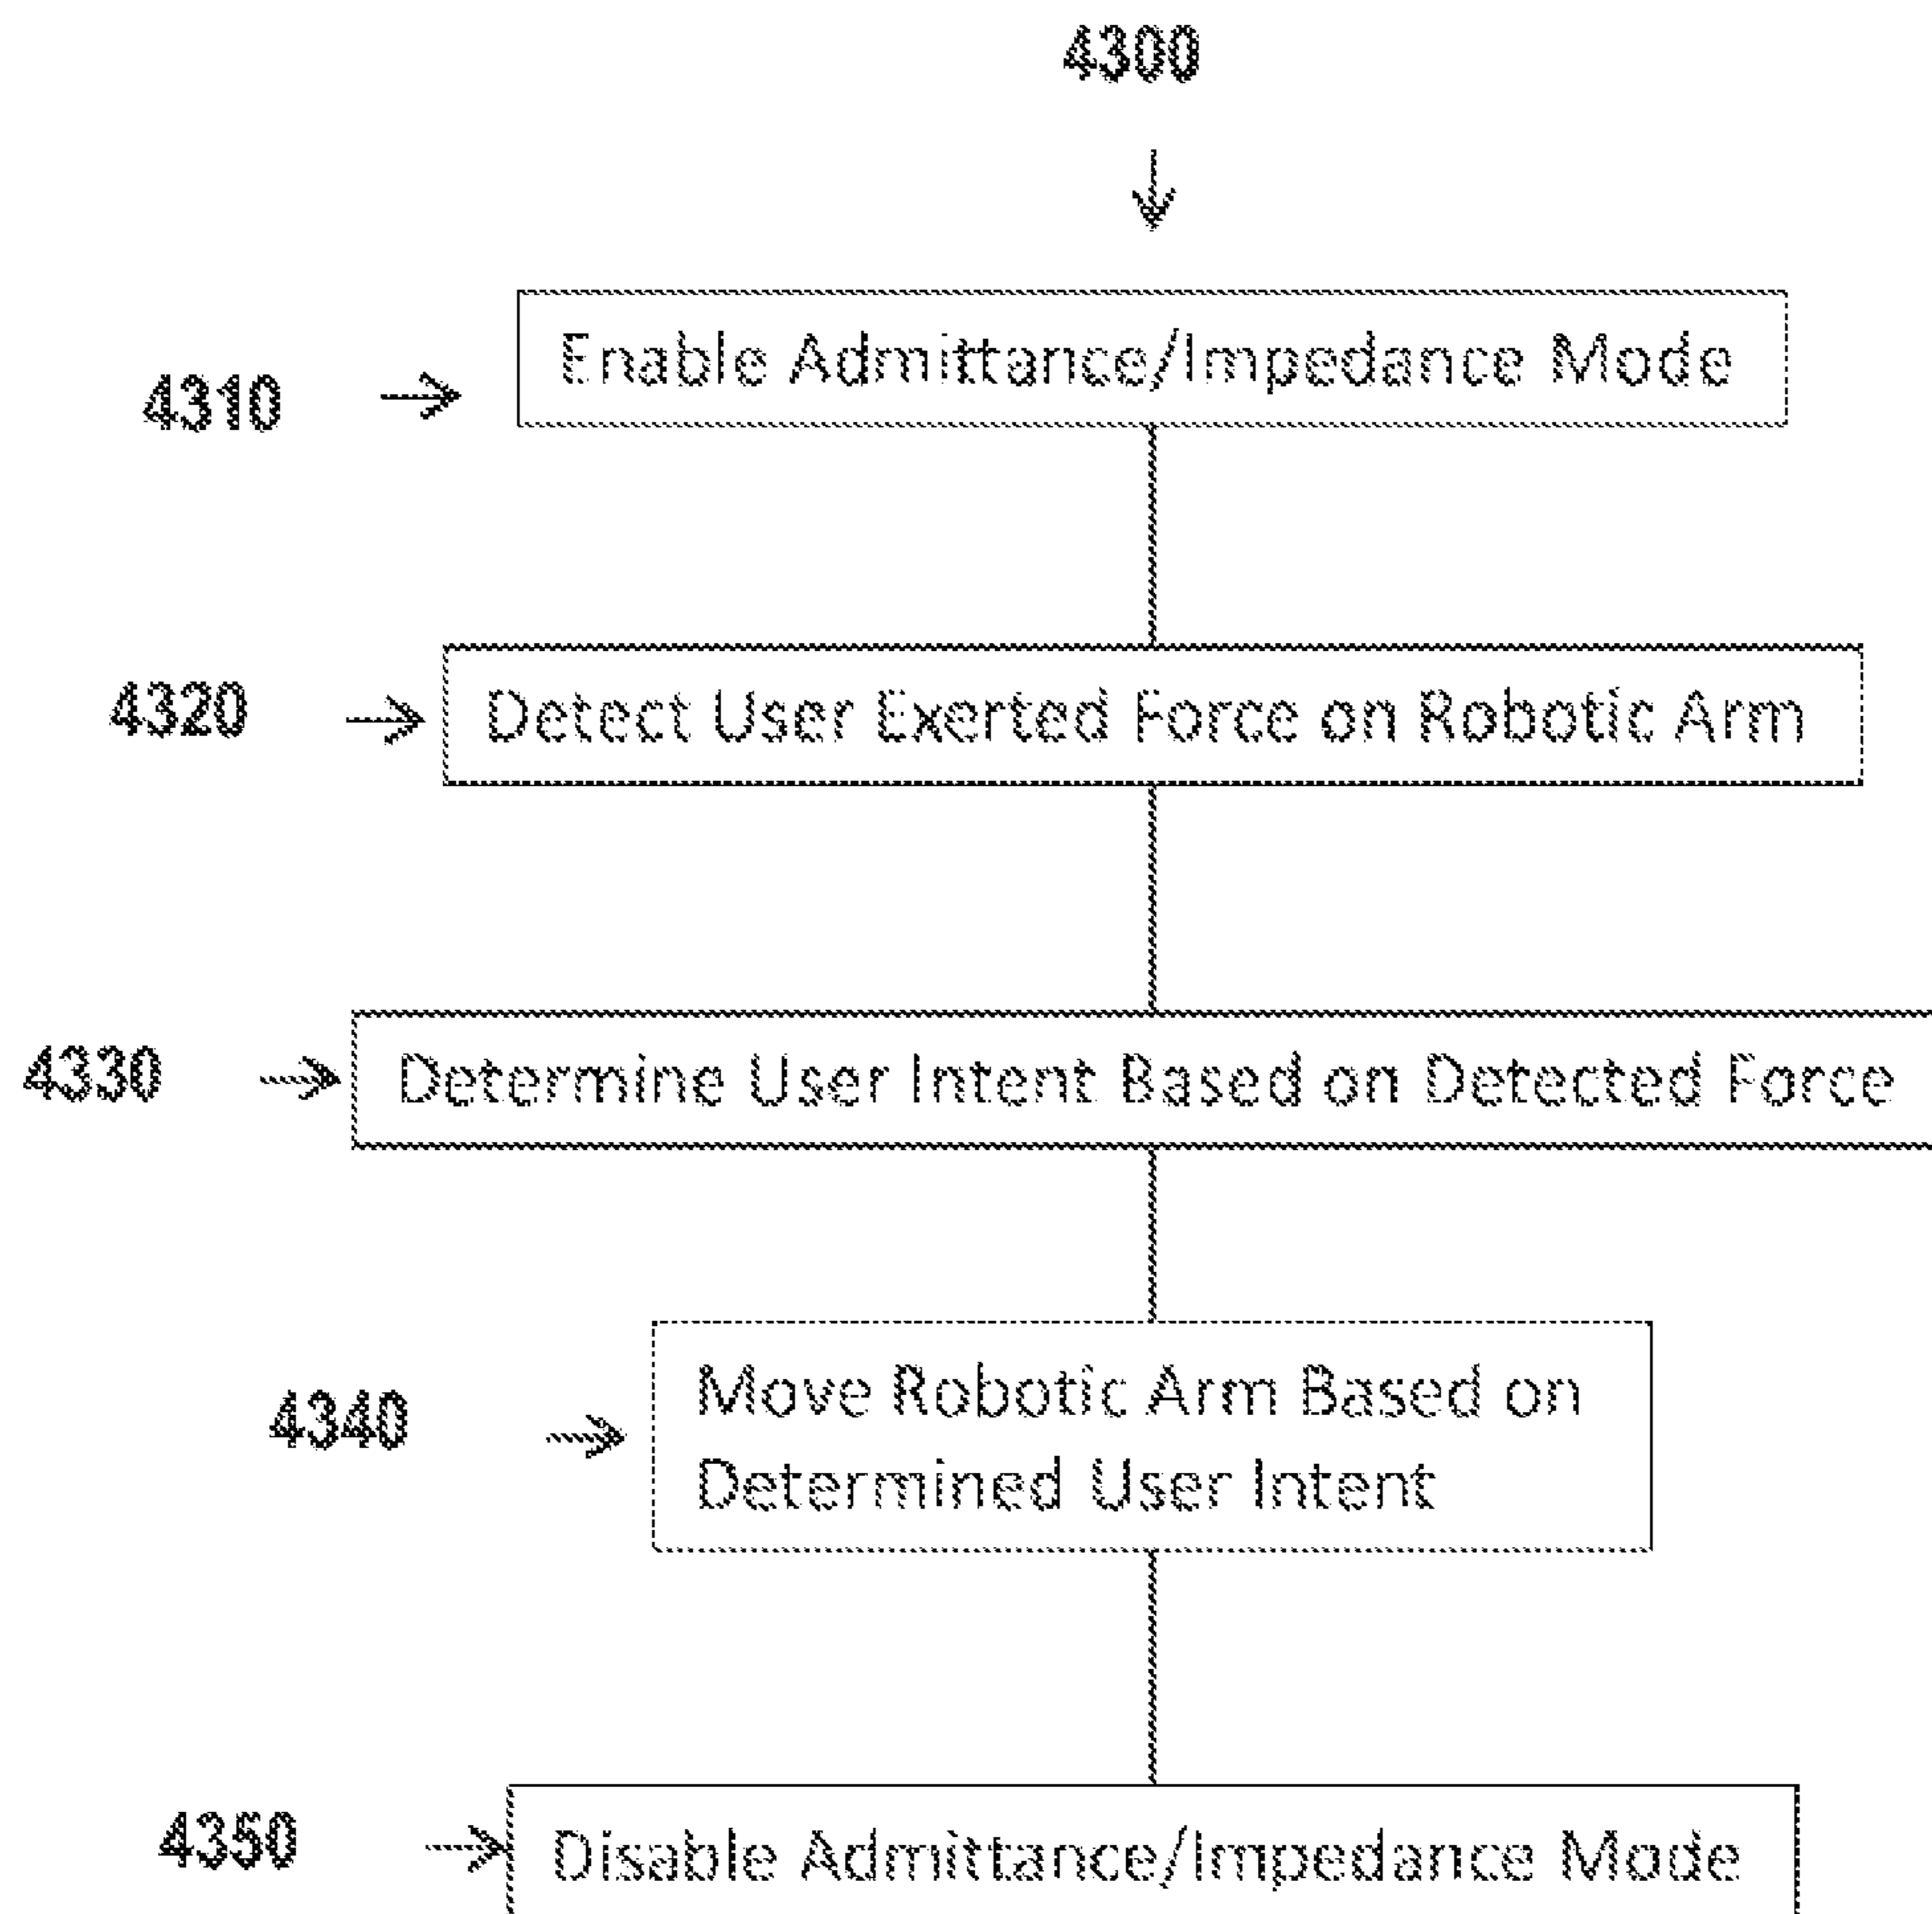 4300
4310
Enable Admittance/Impedance Mode
4320
Detect User Exerted Force on Robotic Arm
4330
Determine User Intent Based on Detected Force
4340
Move Robotic Arm Based on
Determined User Intent
4350
Disable Admittance/Impedance Mode